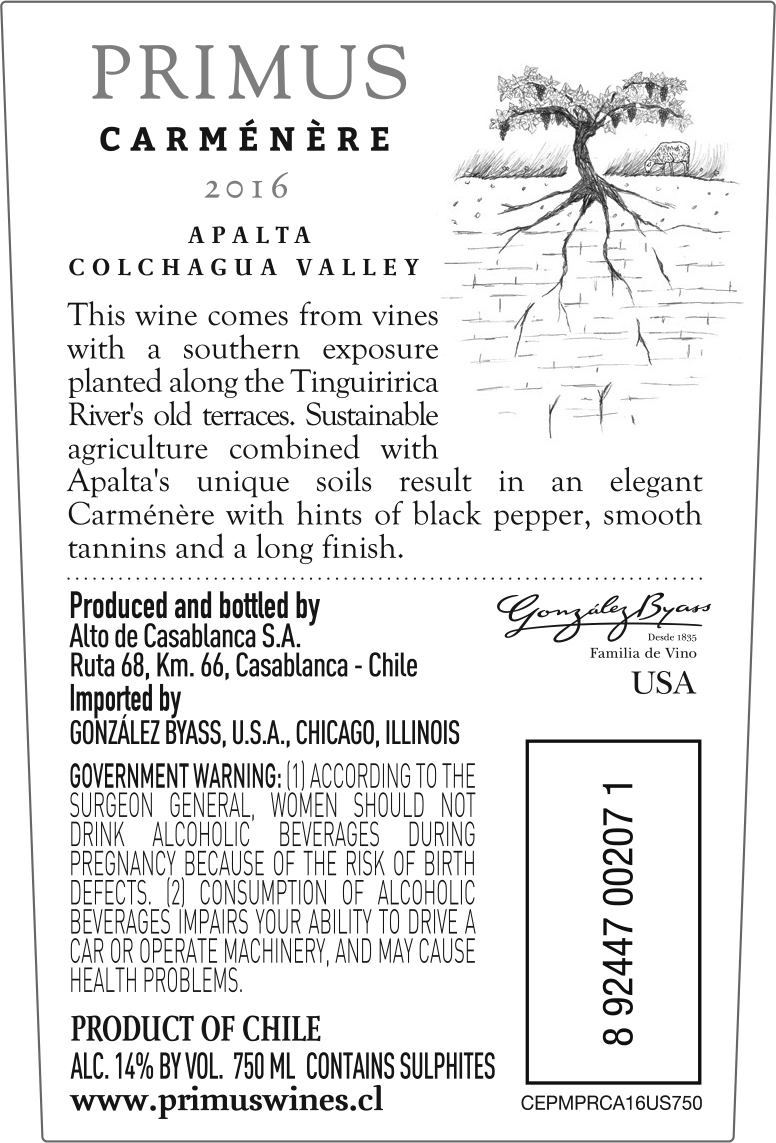 PRIMUS
CARMÉNÈRE
2016
APALTA
COLCHAGUA VALLEY
This wine comes from vines
with a southern exposure
planted along the Tinguiririca
River's old terraces. Sustainable
agriculture combined with
Apalta's unique soils result in an elegant
Carménère with hints of black pepper, smooth
tannins and a long finish.
Produced and bottled by
Alto de Casablanca S.A.
Ruta 68, Km. 66, Casablanca - Chile
Imported by
GONZÁLEZ BYASS, U.S.A., CHICAGO, ILLINOIS
González Byass
Desde 1835
Familia de Vino
USA
GOVERNMENT WARNING: (1) ACCORDING TO THE
SURGEON GENERAL, WOMEN SHOULD NOT
DRINK ALCOHOLIC BEVERAGES DURING
PREGNANCY BECAUSE OF THE RISK OF BIRTH
DEFECTS. (2) CONSUMPTION OF ALCOHOLIC
BEVERAGES IMPAIRS YOUR ABILITY TO DRIVE A
CAR OR OPERATE MACHINERY, AND MAY CAUSE
HEALTH PROBLEMS.
PRODUCT OF CHILE
ALC. 14% BY VOL. 750 ML CONTAINS SULPHITES
www.primuswines.cl
8 92447 00207 1
CEPMPRCA16US750